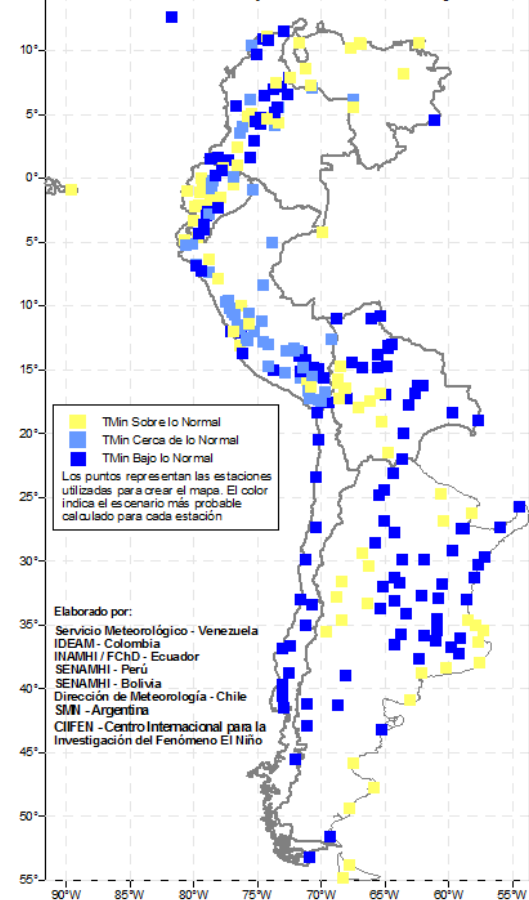 10°
5°
0°
5°
10°
15°
20°
25°
30°
35°
40°
45°
50°
55°
TMin Sobre lo Normal
TMin Cerca de lo Normal
TMin Bajo lo Normal
Los puntos representan las estaciones
utilizadas para crear el mapa. El color
indica el escenario más probable
calculado para cada estación
Elaborado por:
Servicio Meteorológico - Venezuela
IDEAM - Colombia
INAMHI / FChD - Ecuador
SENAMHI - Perú
SENAMHI - Bolivia
Dirección de Meteorología - Chile
SMN - Argentina
CIIFEN - Centro Internacional para la
Investigación del Fenómeno El Niño
90°W 85°W 80°W 75°W 70°W 65°W 60°W 55°W